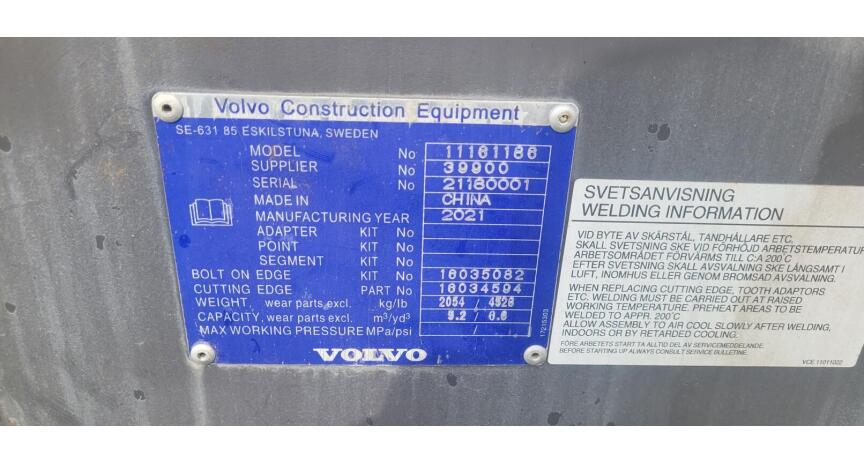 Volvo Construction Equipment
SE-631 85 ESKILSTUNA, SWEDEN
MODEL No 11161186
SUPPLIER No 39900
SERIAL No 21160001
MADE IN CHINA
MANUFACTURING YEAR 2021
ADAPTER KIT No
POINT KIT No
SEGMENT KIT No
BOLT ON EDGE KIT No 16035082
CUTTING EDGE PART No 16034594
WEIGHT, wear parts excl. kg/lb 2054 / 4528
CAPACITY, wear parts excl. m³/yd³ 5.2 / 6.8
MAX WORKING PRESSURE MPa/psi /
VOLVO
SVETSANVISNING
WELDING INFORMATION
VID BYTE AV SKÄRSTÅL, TANDHÅLLARE ETC.
SKALL SVETSNING SKE VID FÖRHÖJD ARBETSTEMPERATUR
ARBETSOMRÅDET FÖRVÄRMS TILL C:A 200°C
EFTER SVETSNING SKALL AVSVALNING SKE LÅNGSAMT I
LUFT, INOMHUS ELLER GENOM BROMSAD AVSVALNING.
WHEN REPLACING CUTTING EDGE, TOOTH ADAPTORS
ETC. WELDING MUST BE CARRIED OUT AT RAISED
WORKING TEMPERATURE. PREHEAT AREAS TO BE
WELDED TO APPR. 200°C
ALLOW ASSEMBLY TO AIR COOL SLOWLY AFTER WELDING,
INDOORS OR BY RETARDED COOLING.
FÖRE ARBETETS START TA ALLTID DEL AV SERVICEMEDDELANDE.
BEFORE STARTING UP ALWAYS CONSULT SERVICE BULLETINE.
VCE 11011022